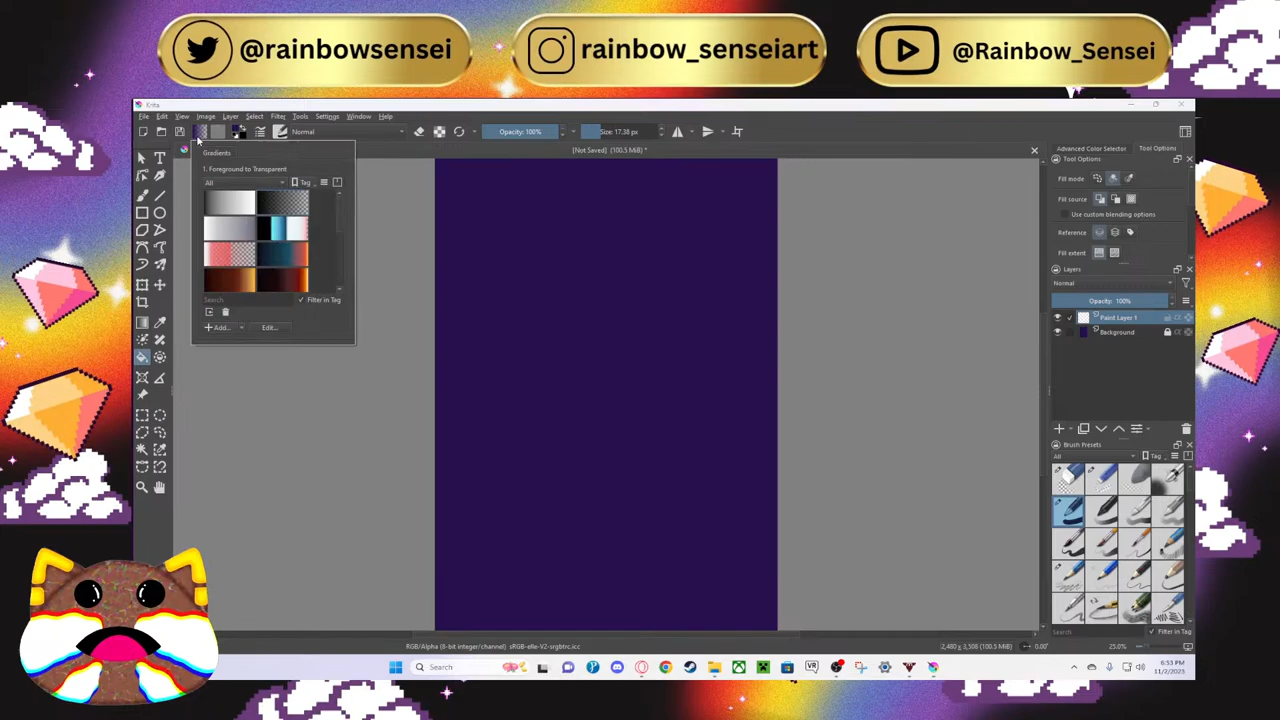 @rainbowsensei
rainbow_senseiart
@Rainbow_Sensei
Krita
File Edit View Image Layer Select Filter Tools Settings Window Help
Normal
Opacity: 100%
Size: 17.38 px
[Not Saved] (100.5 MiB) *
Gradients
1. Foreground to Transparent
All
Tag
Search
Filter in Tag
Add...
Edit...
Advanced Color Selector
Tool Options
Tool Options
Fill mode
Fill source
Use custom blending options
Reference
Fill extent
Layers
Normal
Opacity: 100%
Paint Layer 1
Background
Brush Presets
All
Tag
Search
Filter in Tag
RGB/Alpha (8-bit integer/channel) sRGB-elle-V2-srgbtrc.icc
2,480 x 3,508 (100.5 MiB)
0.00°
25.0%
Search
VR
6:53 PM
11/2/2023